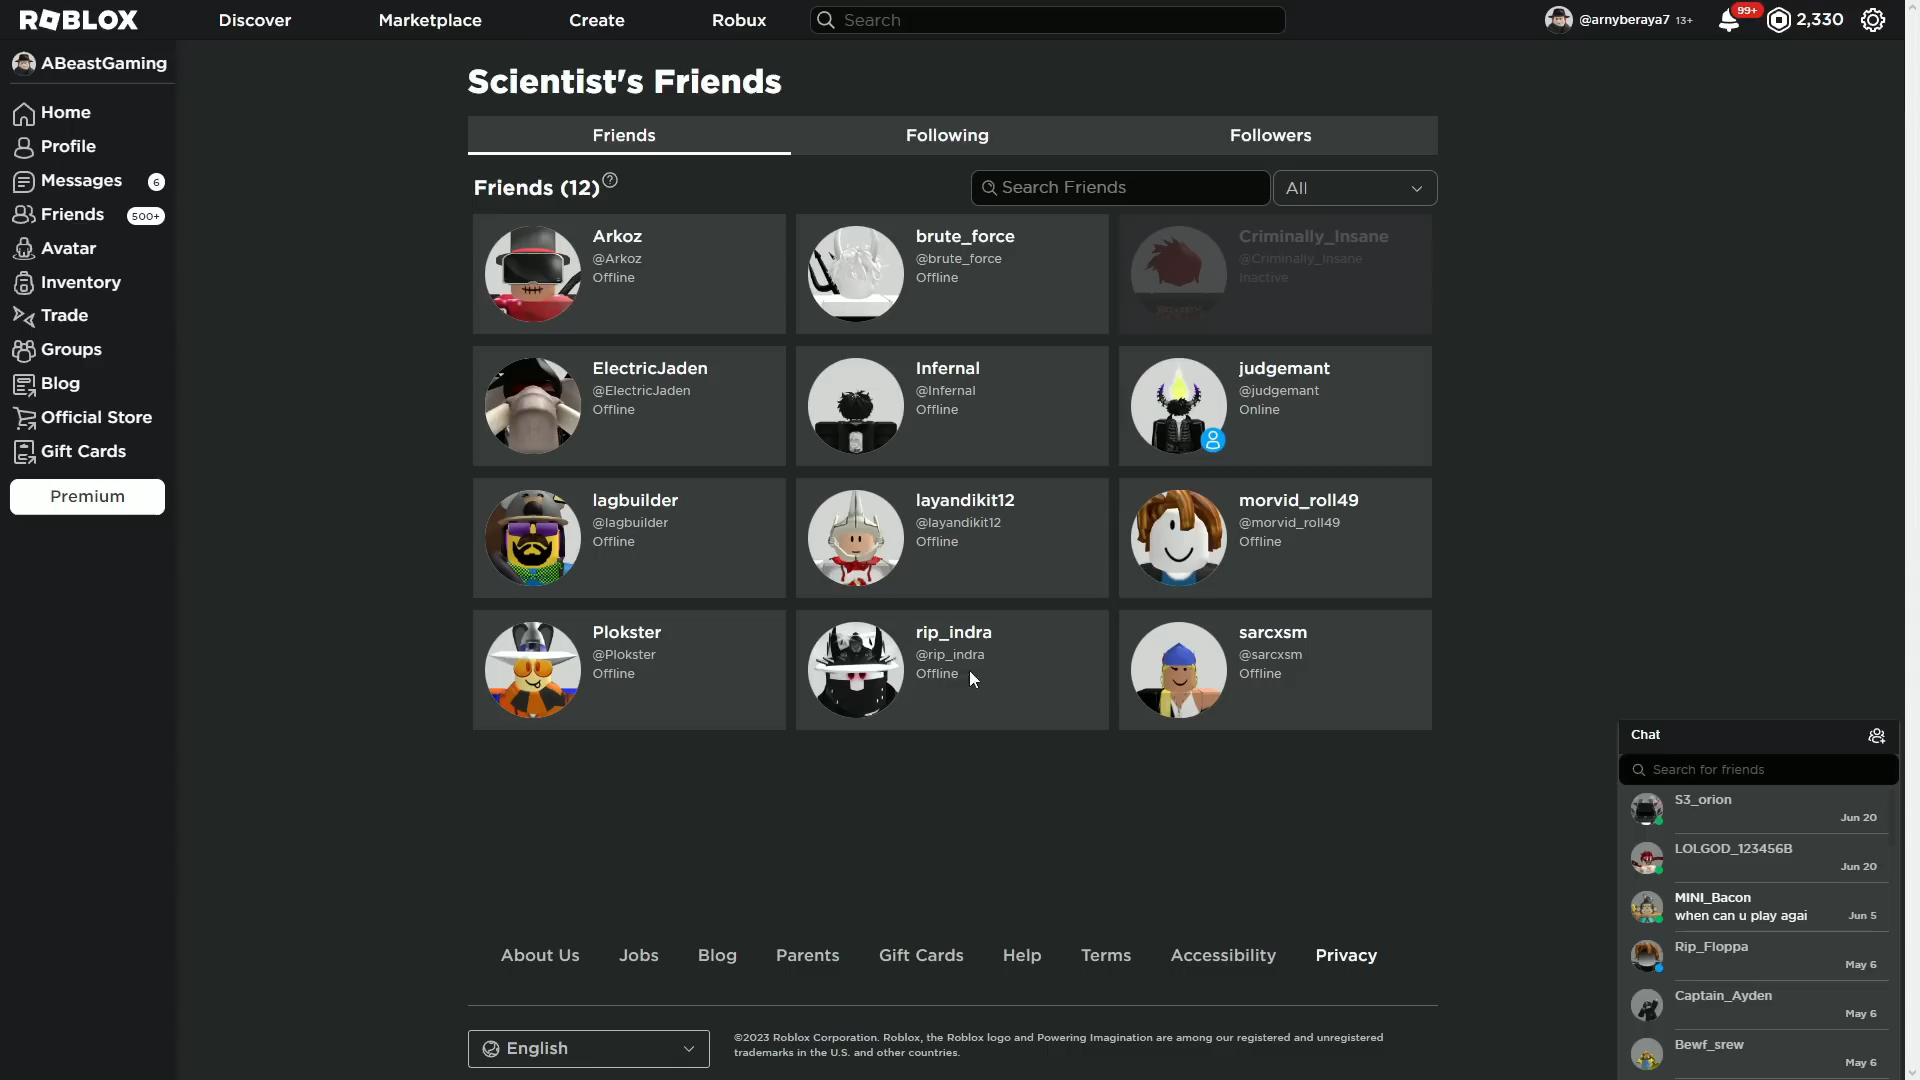 ROBLOX
Discover
Marketplace
Create
Robux
Search
@arnyberaya7 13+
99+
2,330
ABeastGaming
Home
Profile
Messages 6
Friends 500+
Avatar
Inventory
Trade
Groups
Blog
Official Store
Gift Cards
Premium
Scientist's Friends
Friends
Following
Followers
Friends (12)
?
Search Friends
All
Arkoz
@Arkoz
Offline
brute_force
@brute_force
Offline
Criminally_Insane
@Criminally_Insane
Inactive
ElectricJaden
@ElectricJaden
Offline
Infernal
@Infernal
Offline
judgemant
@judgemant
Online
lagbuilder
@lagbuilder
Offline
layandikit12
@layandikit12
Offline
morvid_roll49
@morvid_roll49
Offline
Plokster
@Plokster
Offline
rip_indra
@rip_indra
Offline
sarcxsm
@sarcxsm
Offline
About Us
Jobs
Blog
Parents
Gift Cards
Help
Terms
Accessibility
Privacy
English
©2023 Roblox Corporation. Roblox, the Roblox logo and Powering Imagination are among our registered and unregistered
trademarks in the U.S. and other countries.
Chat
Search for friends
S3_orion
Jun 20
LOLGOD_123456B
Jun 20
MINI_Bacon
when can u play agai Jun 5
Rip_Floppa
May 6
Captain_Ayden
May 6
Bewf_srew
May 6